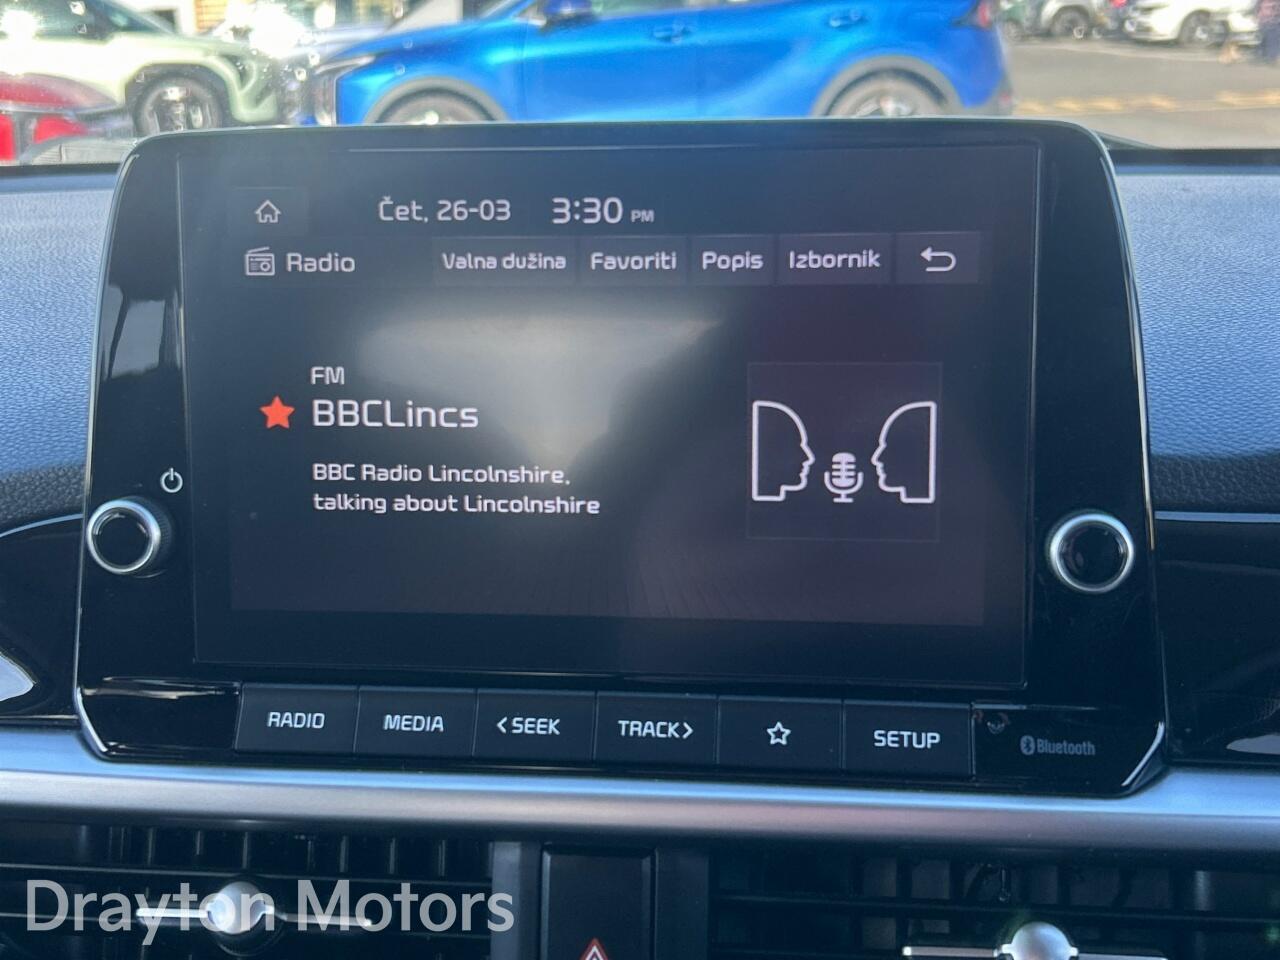 Čet, 26-03 3:30 PM
Radio Valna dužina Favoriti Popis Izbornik
FM
BBCLincs
BBC Radio Lincolnshire,
talking about Lincolnshire
RADIO MEDIA <SEEK TRACK> SETUP
Bluetooth
Drayton Motors